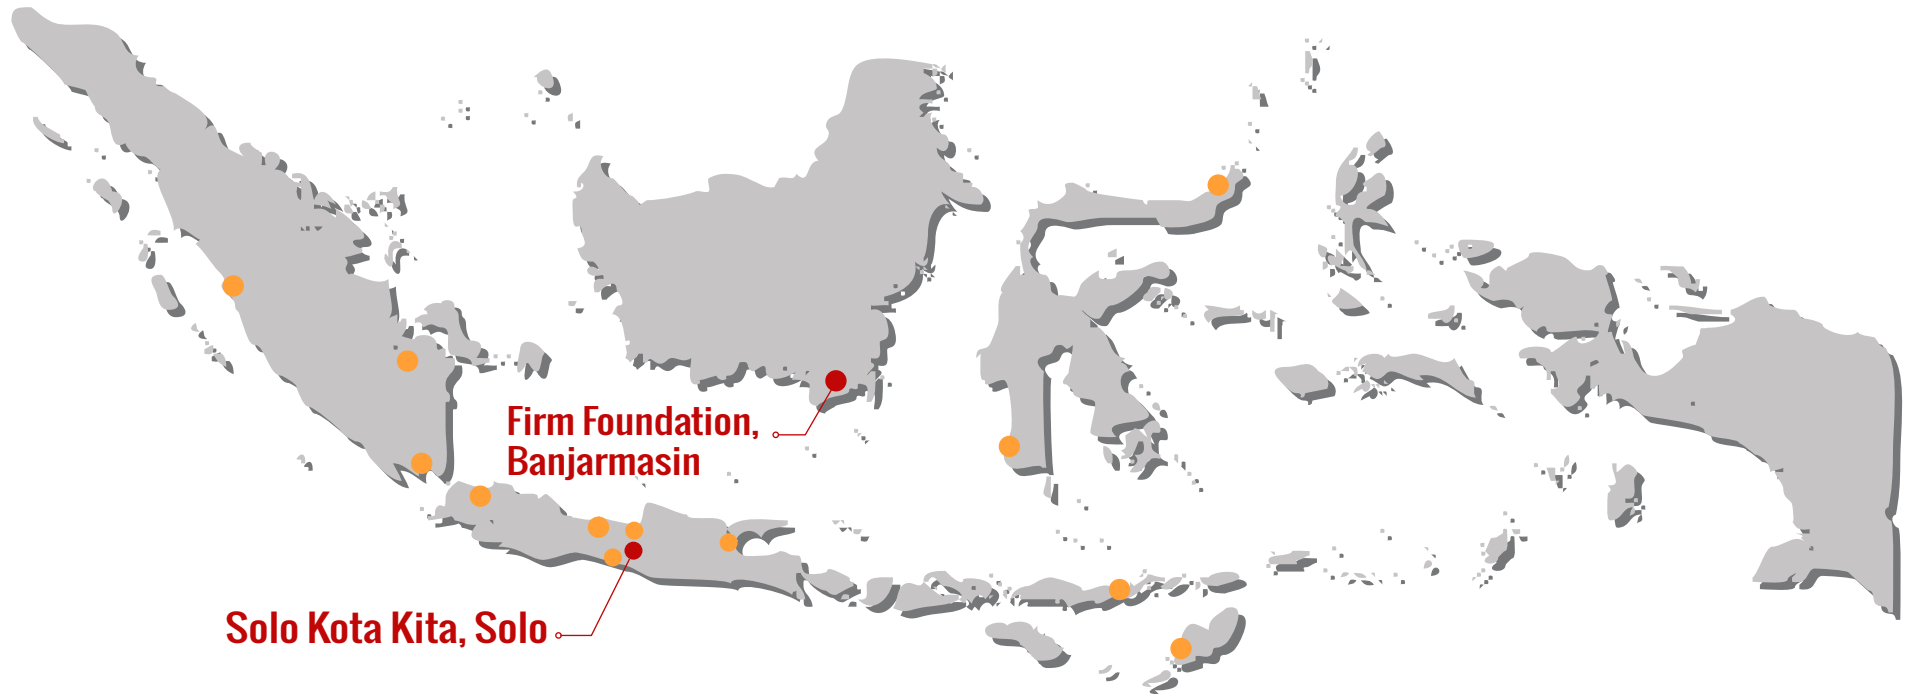 Firm Foundation,
Banjarmasin
Solo Kota Kita, Solo